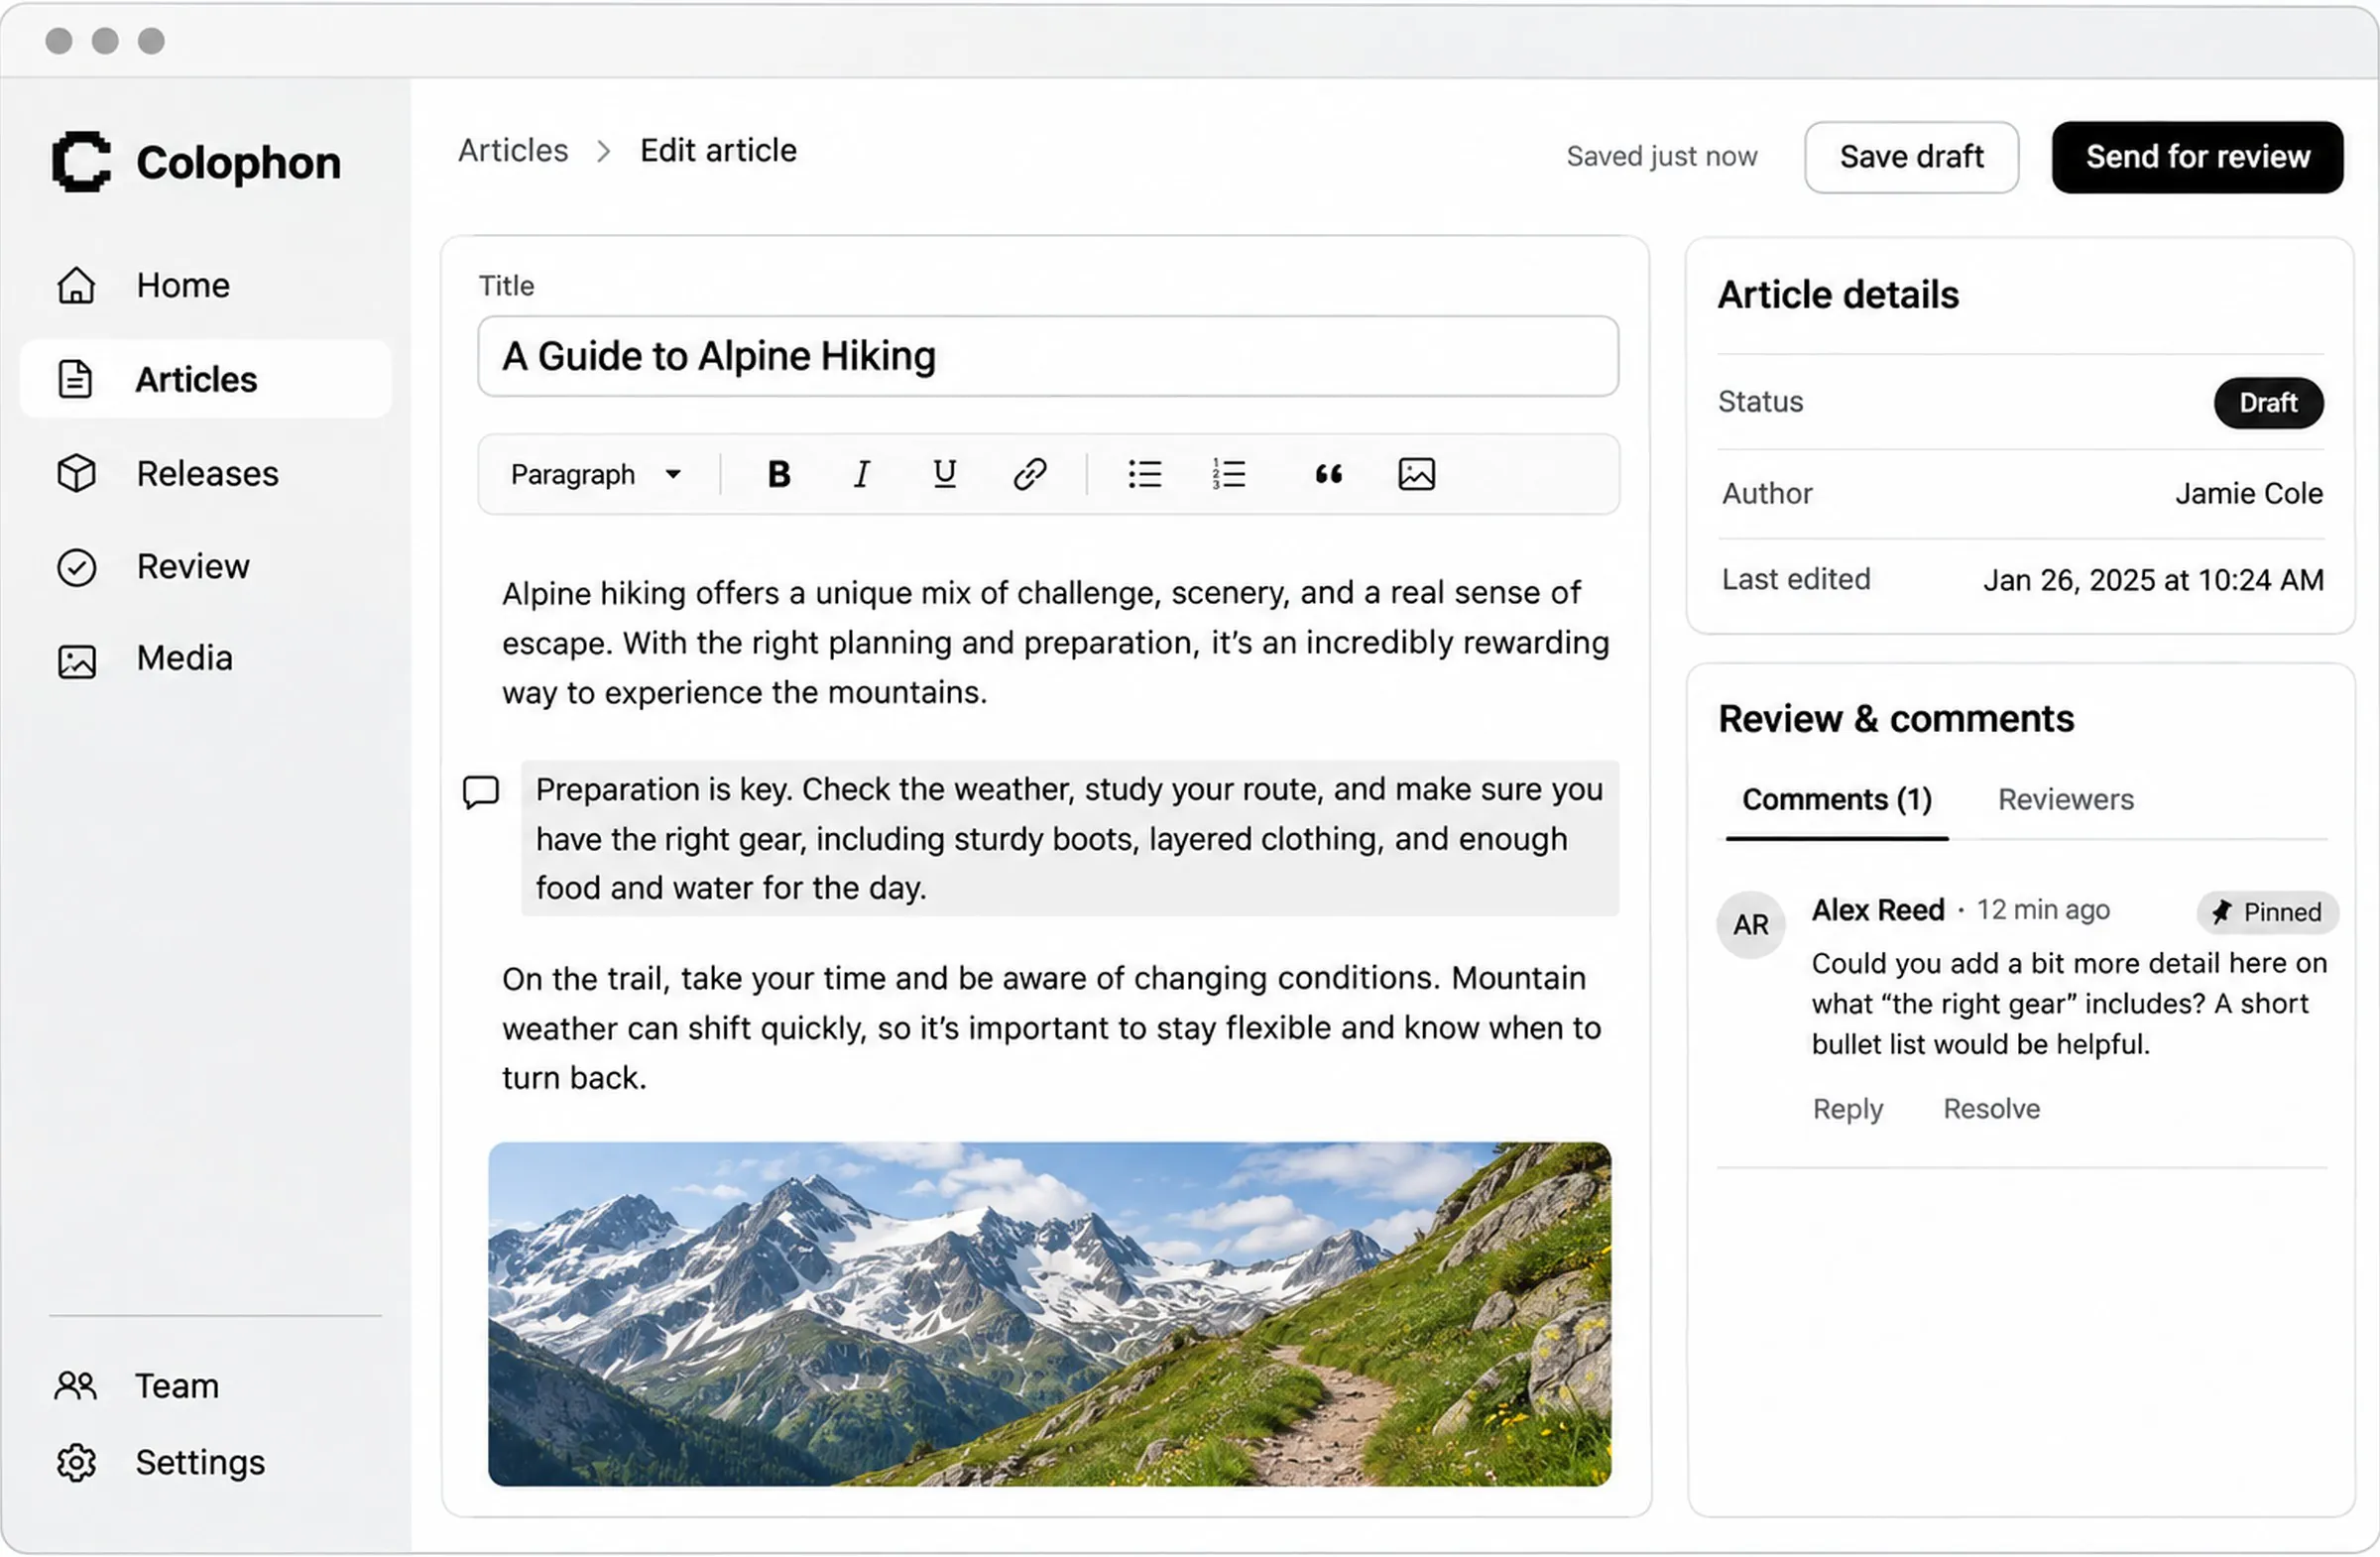 Colophon
Home
Articles
Releases
Review
Media
Team
Settings
Articles > Edit article
Saved just now
Save draft
Send for review
Title
A Guide to Alpine Hiking
Paragraph
B I U
1
2
3
“
Alpine hiking offers a unique mix of challenge, scenery, and a real sense of
escape. With the right planning and preparation, it’s an incredibly rewarding
way to experience the mountains.
Preparation is key. Check the weather, study your route, and make sure you
have the right gear, including sturdy boots, layered clothing, and enough
food and water for the day.
On the trail, take your time and be aware of changing conditions. Mountain
weather can shift quickly, so it’s important to stay flexible and know when to
turn back.
Article details
Status Draft
Author Jamie Cole
Last edited Jan 26, 2025 at 10:24 AM
Review & comments
Comments (1) Reviewers
AR
Alex Reed · 12 min ago Pinned
Could you add a bit more detail here on
what “the right gear” includes? A short
bullet list would be helpful.
Reply Resolve